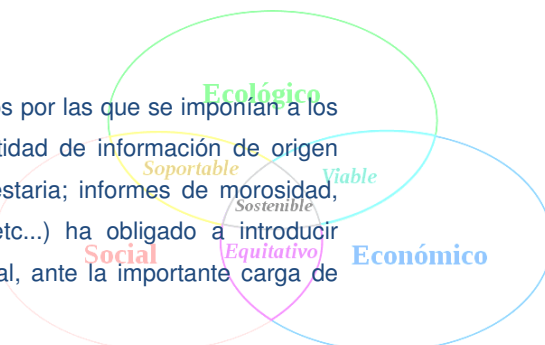 Ecológico
s por las que se imponían a los
tidad de información de origen
Soportable
Viable
estaria; informes de morosidad,
Sostenible
etc...) ha obligado a introducir
Social
Equitativo
Económico
al, ante la importante carga de